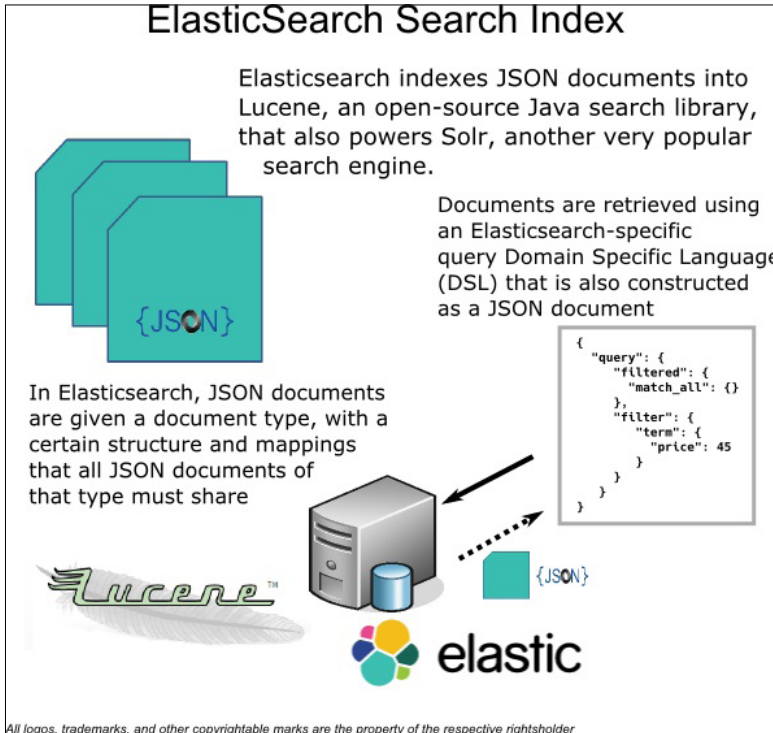 ElasticSearch Search Index
Elasticsearch indexes JSON documents into
Lucene, an open-source Java search library,
that also powers Solr, another very popular
search engine.
Documents are retrieved using
an Elasticsearch-specific
query Domain Specific Language
(DSL) that is also constructed
as a JSON document
{JSON}
{
"query": {
"filtered": {
"match_all": {}
},
"filter": {
"term": {
"price": 45
}
}
}
}
In Elasticsearch, JSON documents
are given a document type, with a
certain structure and mappings
that all JSON documents of
that type must share
Lucene™
{JSON}
elastic
All logos, trademarks, and other copyrightable marks are the property of the respective rightsholder